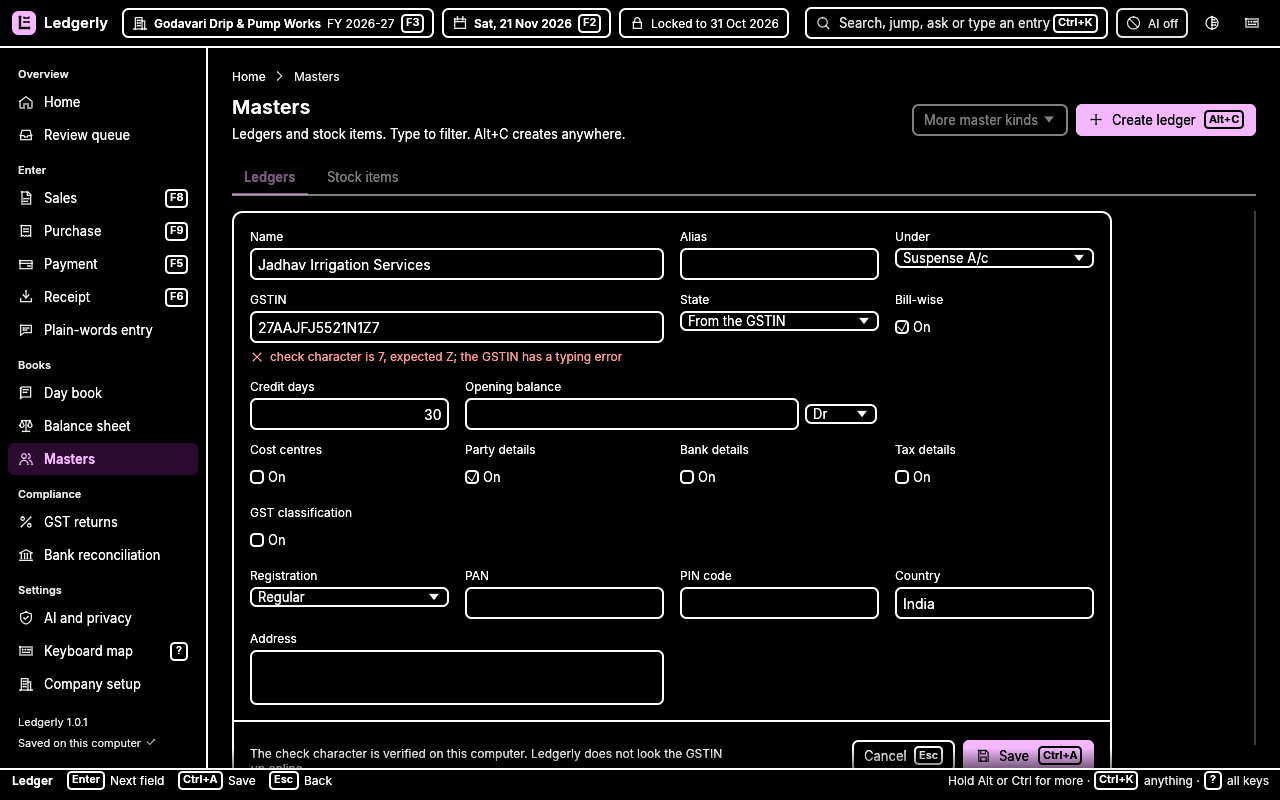 Ledgerly
Godavari Drip & Pump Works FY 2026-27 F3
Sat, 21 Nov 2026 F2
Locked to 31 Oct 2026
Search, jump, ask or type an entry Ctrl+K
AI off
Overview
Home
Review queue
Enter
Sales F8
Purchase F9
Payment F5
Receipt F6
Plain-words entry
Books
Day book
Balance sheet
Masters
Compliance
GST returns
Bank reconciliation
Settings
AI and privacy
Keyboard map ?
Company setup
Ledgerly 1.0.1
Saved on this computer
Home Masters
Masters
Ledgers and stock items. Type to filter. Alt+C creates anywhere.
More master kinds
Create ledger Alt+C
Ledgers Stock items
Name Alias Under
Jadhav Irrigation Services Suspense A/c
GSTIN State Bill-wise
27AAJFJ5521N1Z7 From the GSTIN On
check character is 7, expected Z; the GSTIN has a typing error
Credit days Opening balance
30 Dr
Cost centres Party details Bank details Tax details
On On On On
GST classification
On
Registration PAN PIN code Country
Regular India
Address
The check character is verified on this computer. Ledgerly does not look the GSTIN
Cancel Esc Save Ctrl+A
Ledger Enter Next field Ctrl+A Save Esc Back
Hold Alt or Ctrl for more · Ctrl+K anything · ? all keys